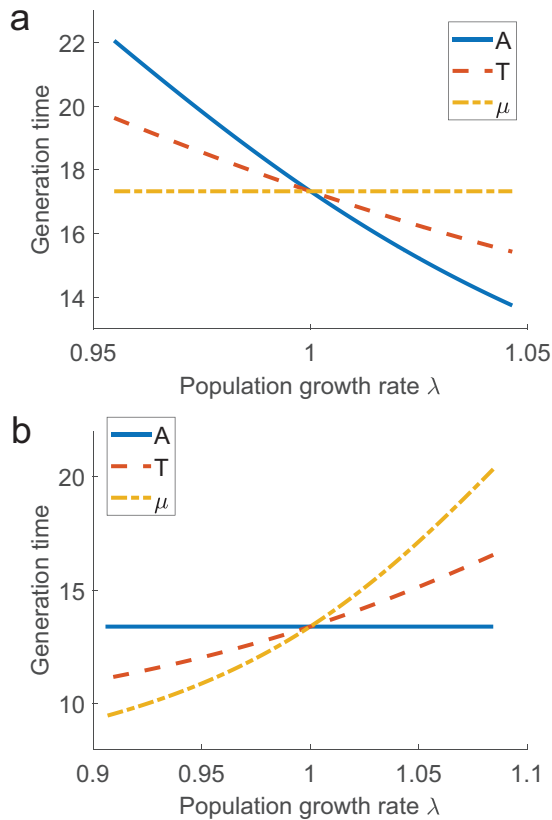 a
22
20
18
16
14
Generation time
A
T
μ
0.95
1
1.05
Population growth rate λ
b
20
15
10
Generation time
A
T
μ
0.9
0.95
1
1.05
1.1
Population growth rate λ